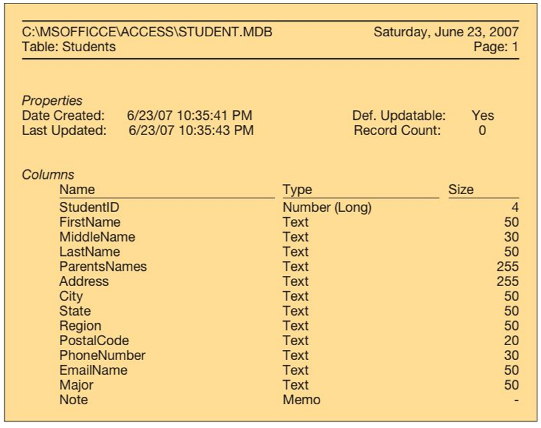 C:\MSOFFICCE\ACCESS\STUDENT.MDB Saturday, June 23, 2007
Table: Students Page: 1
Properties
Date Created: 6/23/07 10:35:41 PM Def. Updatable: Yes
Last Updated: 6/23/07 10:35:43 PM Record Count: 0
Columns
Name Type Size
StudentID Number (Long) 4
FirstName Text 50
MiddleName Text 30
LastName Text 50
ParentsNames Text 255
Address Text 255
City Text 50
State Text 50
Region Text 50
PostalCode Text 20
PhoneNumber Text 30
EmailName Text 50
Major Text 50
Note Memo -